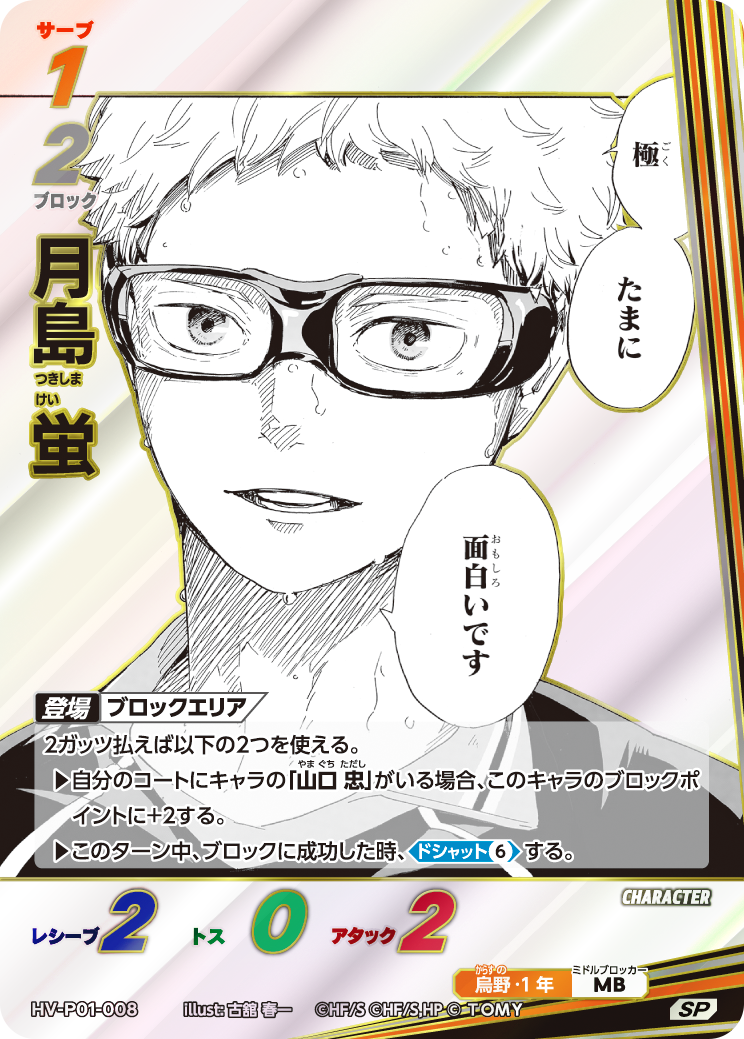 サーブ
1
2
ブロック
月島
つきしま
けい
蛍
極
ごく
たまに
面白いです
おもしろ
登場 ブロックエリア
2ガッツ払えば以下の2つを使える。
やま ぐち ただし
▶自分のコートにキャラの「山口 忠」がいる場合、このキャラのブロックポ
イントに+2する。
▶このターン中、ブロックに成功した時、ドシャット6する。
CHARACTER
レシーブ 2 トス 0 アタック 2
からすの
烏野・1年
ミドルブロッカー
MB
HV-P01-008 illust: 古舘 春一 ©HF/S ©HF/S,HP © TOMY
SP